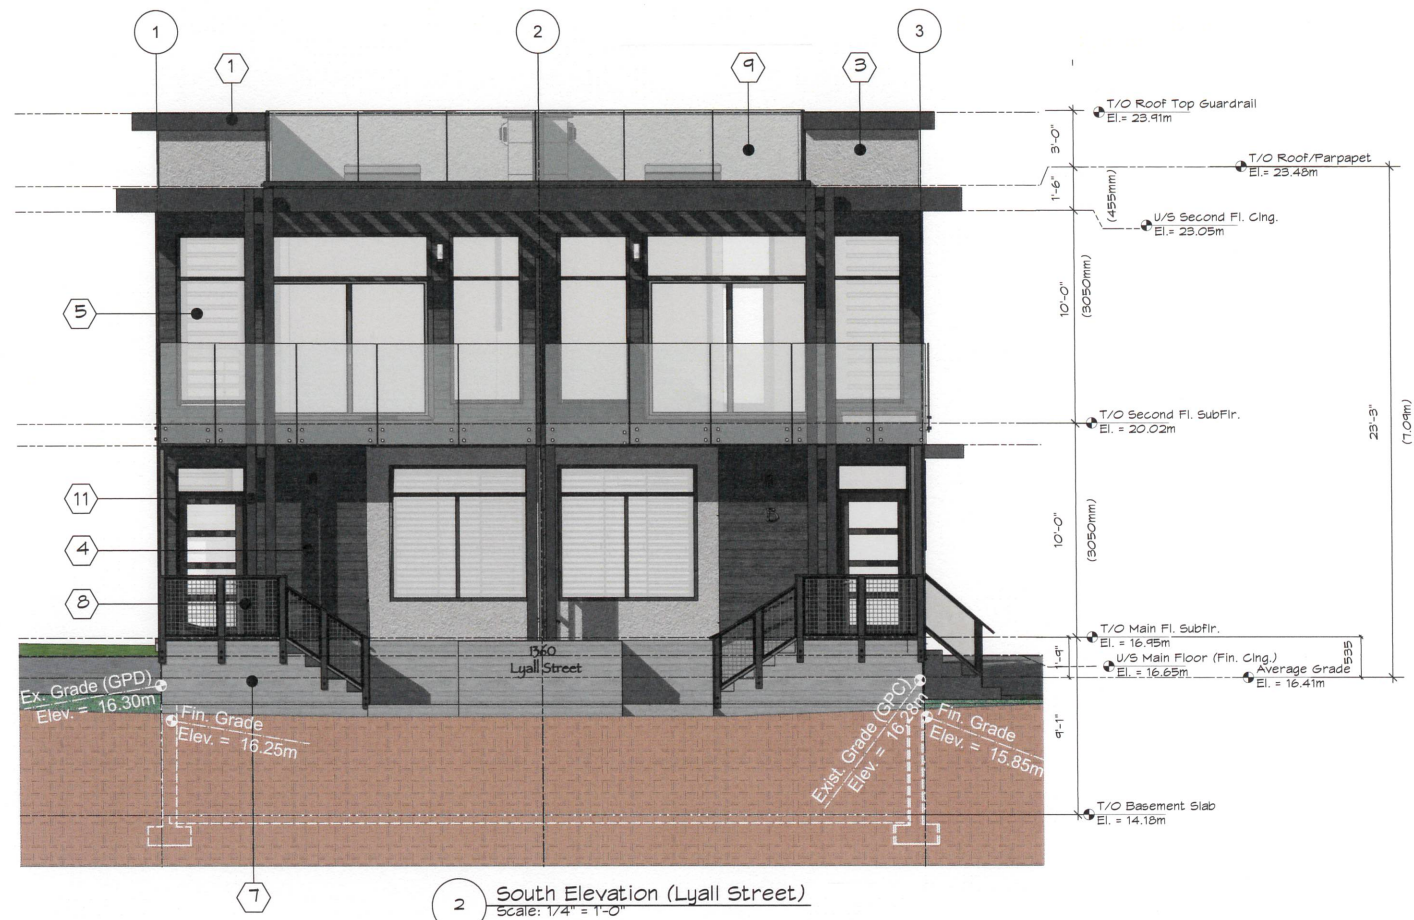 1
2
3
1
9
3
T/O Roof Top Guardrail
El.= 23.91m
3'-0"
T/O Roof/Parpapet
El.= 23.48m
1'-6"
(455mm)
U/S Second Fl. Clng.
El.= 23.05m
5
10'-0"
(3050mm)
T/O Second Fl. SubFlr.
El. = 20.02m
23'-3"
(7.09m)
11
4
8
10'-0"
(3050mm)
T/O Main Fl. Subflr.
El. = 16.95m
1'-9"
535
U/S Main Floor (Fin. Clng.)
El. = 16.65m
Average Grade
El. = 16.41m
1360
Lyall Street
Ex. Grade (GPD)
Elev. = 16.30m
Fin. Grade
Elev. = 16.25m
Exist. Grade (GPC)
Elev. = 16.28m
Fin. Grade
Elev. = 15.85m
9'-1"
T/O Basement Slab
El. = 14.18m
7
2
South Elevation (Lyall Street)
Scale: 1/4" = 1'-0"